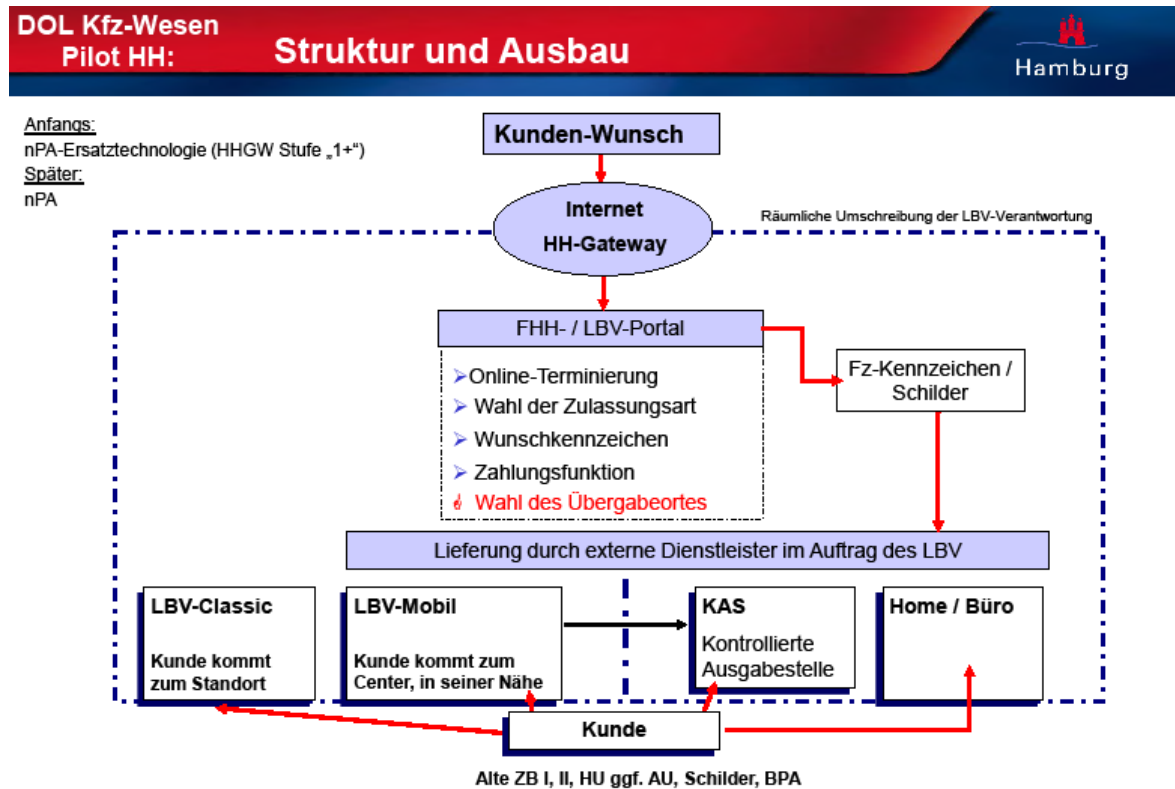 DOL Kfz-Wesen
Pilot HH:
Struktur und Ausbau
Hamburg
Anfangs:
nPA-Ersatztechnologie (HHGW Stufe „1+“)
Später:
nPA
Kunden-Wunsch
Internet
HH-Gateway
Räumliche Umschreibung der LBV-Verantwortung
FHH- / LBV-Portal
Online-Terminierung
Wahl der Zulassungsart
Wunschkennzeichen
Zahlungsfunktion
Wahl des Übergabeortes
Fz-Kennzeichen /
Schilder
Lieferung durch externe Dienstleister im Auftrag des LBV
LBV-Classic
Kunde kommt
zum Standort
LBV-Mobil
Kunde kommt zum
Center, in seiner Nähe
KAS
Kontrollierte
Ausgabestelle
Home / Büro
Kunde
Alte ZB I, II, HU ggf. AU, Schilder, BPA